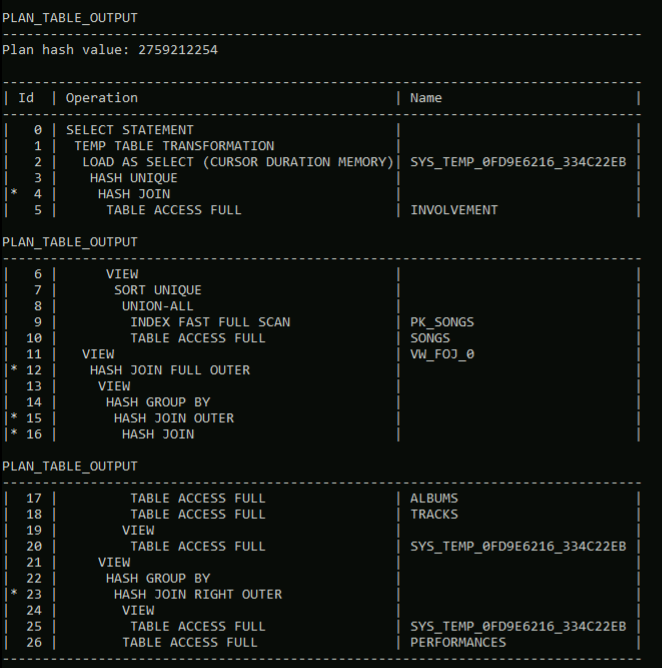 PLAN_TABLE_OUTPUT
--------------------------------------------------------------------------------
Plan hash value: 2759212254
--------------------------------------------------------------------------------
| Id  | Operation                                | Name                        |
--------------------------------------------------------------------------------
|   0 | SELECT STATEMENT                         |                             |
|   1 |  TEMP TABLE TRANSFORMATION               |                             |
|   2 |   LOAD AS SELECT (CURSOR DURATION MEMORY)| SYS_TEMP_0FD9E6216_334C22EB |
|   3 |    HASH UNIQUE                           |                             |
|*  4 |     HASH JOIN                            |                             |
|   5 |      TABLE ACCESS FULL                   | INVOLVEMENT                 |
PLAN_TABLE_OUTPUT
--------------------------------------------------------------------------------
|   6 |      VIEW                                |                             |
|   7 |       SORT UNIQUE                        |                             |
|   8 |        UNION-ALL                         |                             |
|   9 |         INDEX FAST FULL SCAN             | PK_SONGS                    |
|  10 |         TABLE ACCESS FULL                | SONGS                       |
|  11 |   VIEW                                   | VW_FOJ_0                    |
|* 12 |    HASH JOIN FULL OUTER                  |                             |
|  13 |     VIEW                                 |                             |
|  14 |      HASH GROUP BY                       |                             |
|* 15 |       HASH JOIN OUTER                    |                             |
|* 16 |        HASH JOIN                         |                             |
PLAN_TABLE_OUTPUT
--------------------------------------------------------------------------------
|  17 |         TABLE ACCESS FULL                | ALBUMS                      |
|  18 |         TABLE ACCESS FULL                | TRACKS                      |
|  19 |        VIEW                              |                             |
|  20 |         TABLE ACCESS FULL                | SYS_TEMP_0FD9E6216_334C22EB |
|  21 |     VIEW                                 |                             |
|  22 |      HASH GROUP BY                       |                             |
|* 23 |       HASH JOIN RIGHT OUTER              |                             |
|  24 |        VIEW                              |                             |
|  25 |         TABLE ACCESS FULL                | SYS_TEMP_0FD9E6216_334C22EB |
|  26 |        TABLE ACCESS FULL                 | PERFORMANCES                |
--------------------------------------------------------------------------------